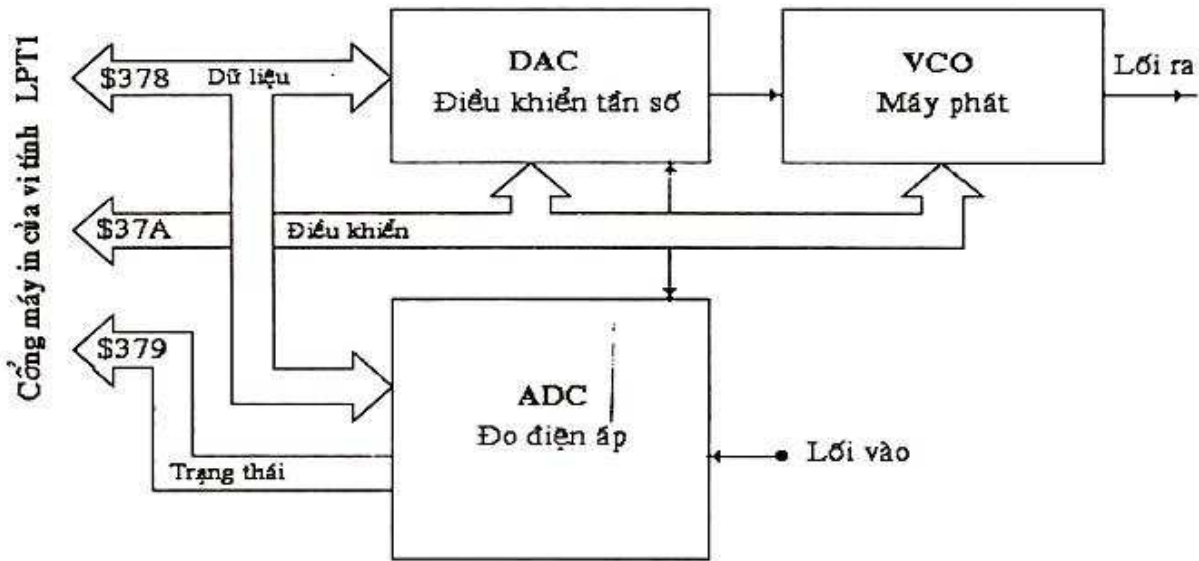 Cổng máy in của vi tính LPT1
$378 Dữ liệu
DAC
Điều khiển tần số
VCO
Máy phát
Lối ra
$37A
Điều khiển
$379
ADC
Đo điện áp
Lối vào
Trạng thái